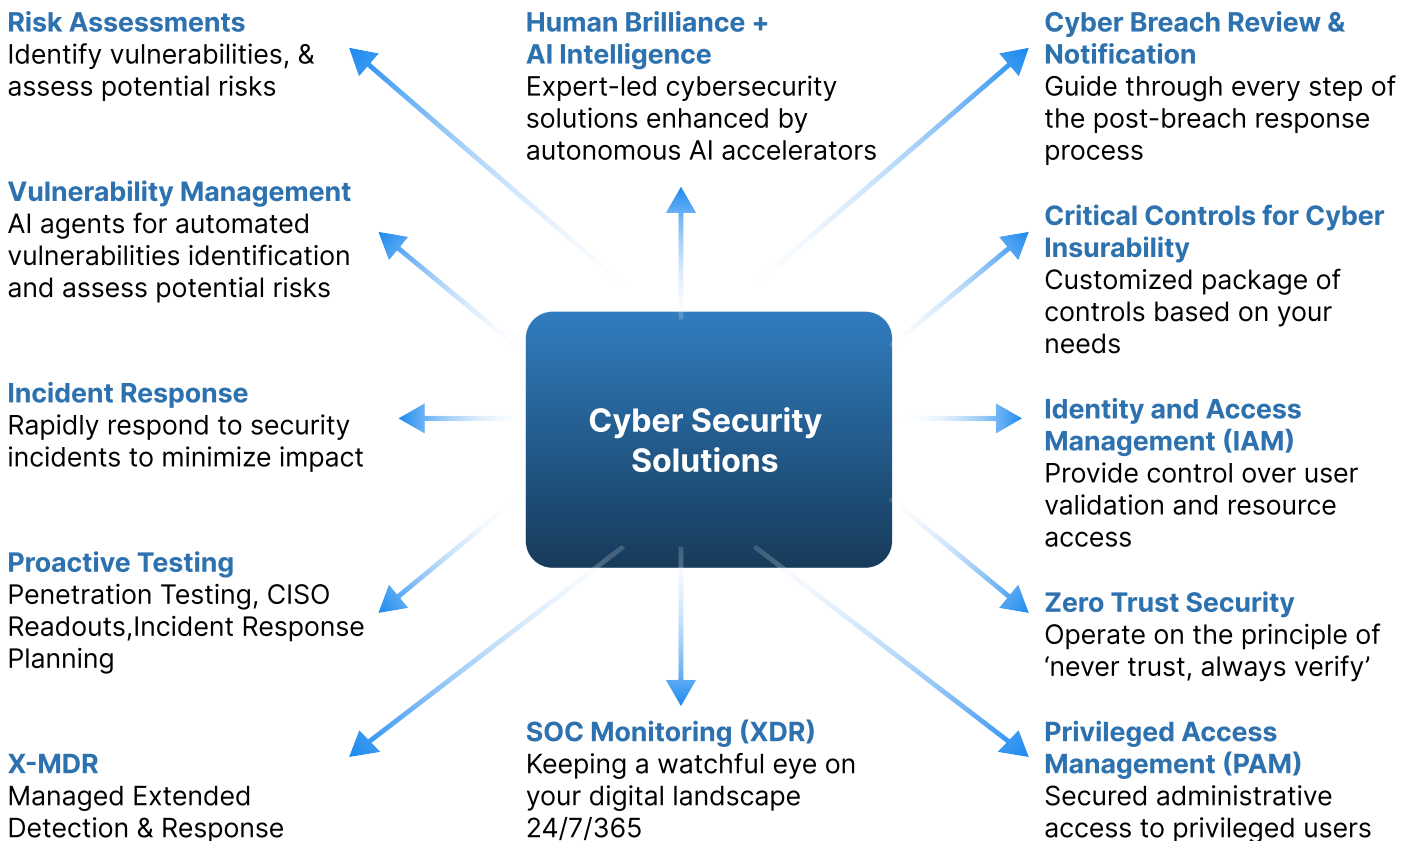 Risk Assessments
Identify vulnerabilities, &
assess potential risks
Human Brilliance +
AI Intelligence
Expert-led cybersecurity
solutions enhanced by
autonomous AI accelerators
Cyber Breach Review &
Notification
Guide through every step of
the post-breach response
process
Vulnerability Management
AI agents for automated
vulnerabilities identification
and assess potential risks
Critical Controls for Cyber
Insurability
Customized package of
controls based on your
needs
Incident Response
Rapidly respond to security
incidents to minimize impact
Cyber Security
Solutions
Identity and Access
Management (IAM)
Provide control over user
validation and resource
access
Proactive Testing
Penetration Testing, CISO
Readouts,Incident Response
Planning
Zero Trust Security
Operate on the principle of
‘never trust, always verify’
X-MDR
Managed Extended
Detection & Response
SOC Monitoring (XDR)
Keeping a watchful eye on
your digital landscape
24/7/365
Privileged Access
Management (PAM)
Secured administrative
access to privileged users